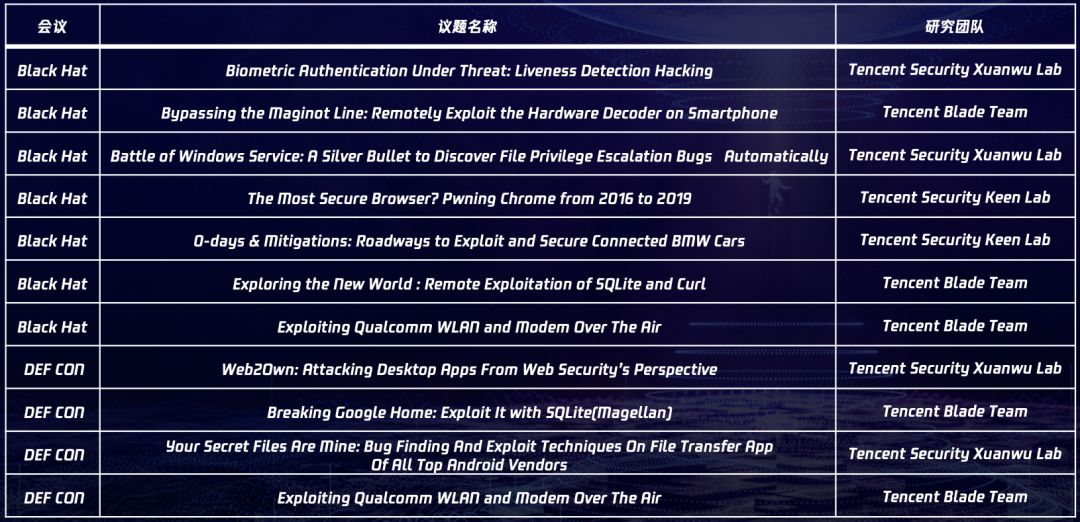 会议 议题名称 研究团队
Black Hat Biometric Authentication Under Threat: Liveness Detection Hacking Tencent Security Xuanwu Lab
Black Hat Bypassing the Maginot Line: Remotely Exploit the Hardware Decoder on Smartphone Tencent Blade Team
Black Hat Battle of Windows Service: A Silver Bullet to Discover File Privilege Escalation Bugs Automatically Tencent Security Xuanwu Lab
Black Hat The Most Secure Browser? Pwning Chrome from 2016 to 2019 Tencent Security Keen Lab
Black Hat 0-days & Mitigations: Roadways to Exploit and Secure Connected BMW Cars Tencent Security Keen Lab
Black Hat Exploring the New World : Remote Exploitation of SQLite and Curl Tencent Blade Team
Black Hat Exploiting Qualcomm WLAN and Modem Over The Air Tencent Blade Team
DEF CON Web2Own: Attacking Desktop Apps From Web Security's Perspective Tencent Security Xuanwu Lab
DEF CON Breaking Google Home: Exploit It with SQLite(Magellan) Tencent Blade Team
DEF CON Your Secret Files Are Mine: Bug Finding And Exploit Techniques On File Transfer App
Of All Top Android Vendors Tencent Security Xuanwu Lab
DEF CON Exploiting Qualcomm WLAN and Modem Over The Air Tencent Blade Team